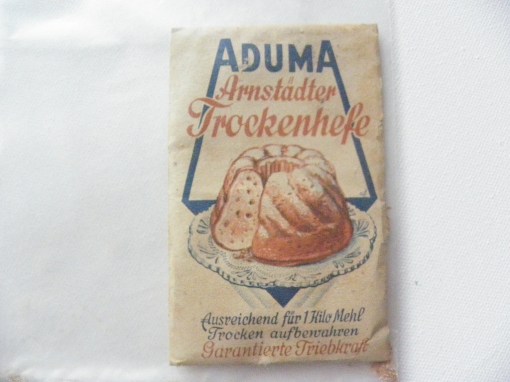 ADUMA
Arnstädter
Trockenhefe
Ausreichend für 1 Kilo Mehl
Trocken aufbewahren
Garantierte Triebkraft